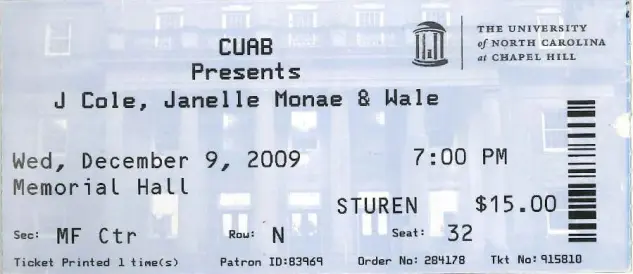 CUAB
Presents
J Cole, Janelle Monae & Wale
THE UNIVERSITY
of NORTH CAROLINA
at CHAPEL HILL
Wed, December 9, 2009 7:00 PM
Memorial Hall
STUREN $15.00
Sec: MF Ctr Row: N Seat: 32
Ticket Printed 1 time(s) Patron ID:83969 Order No: 284178 Tkt No: 915810